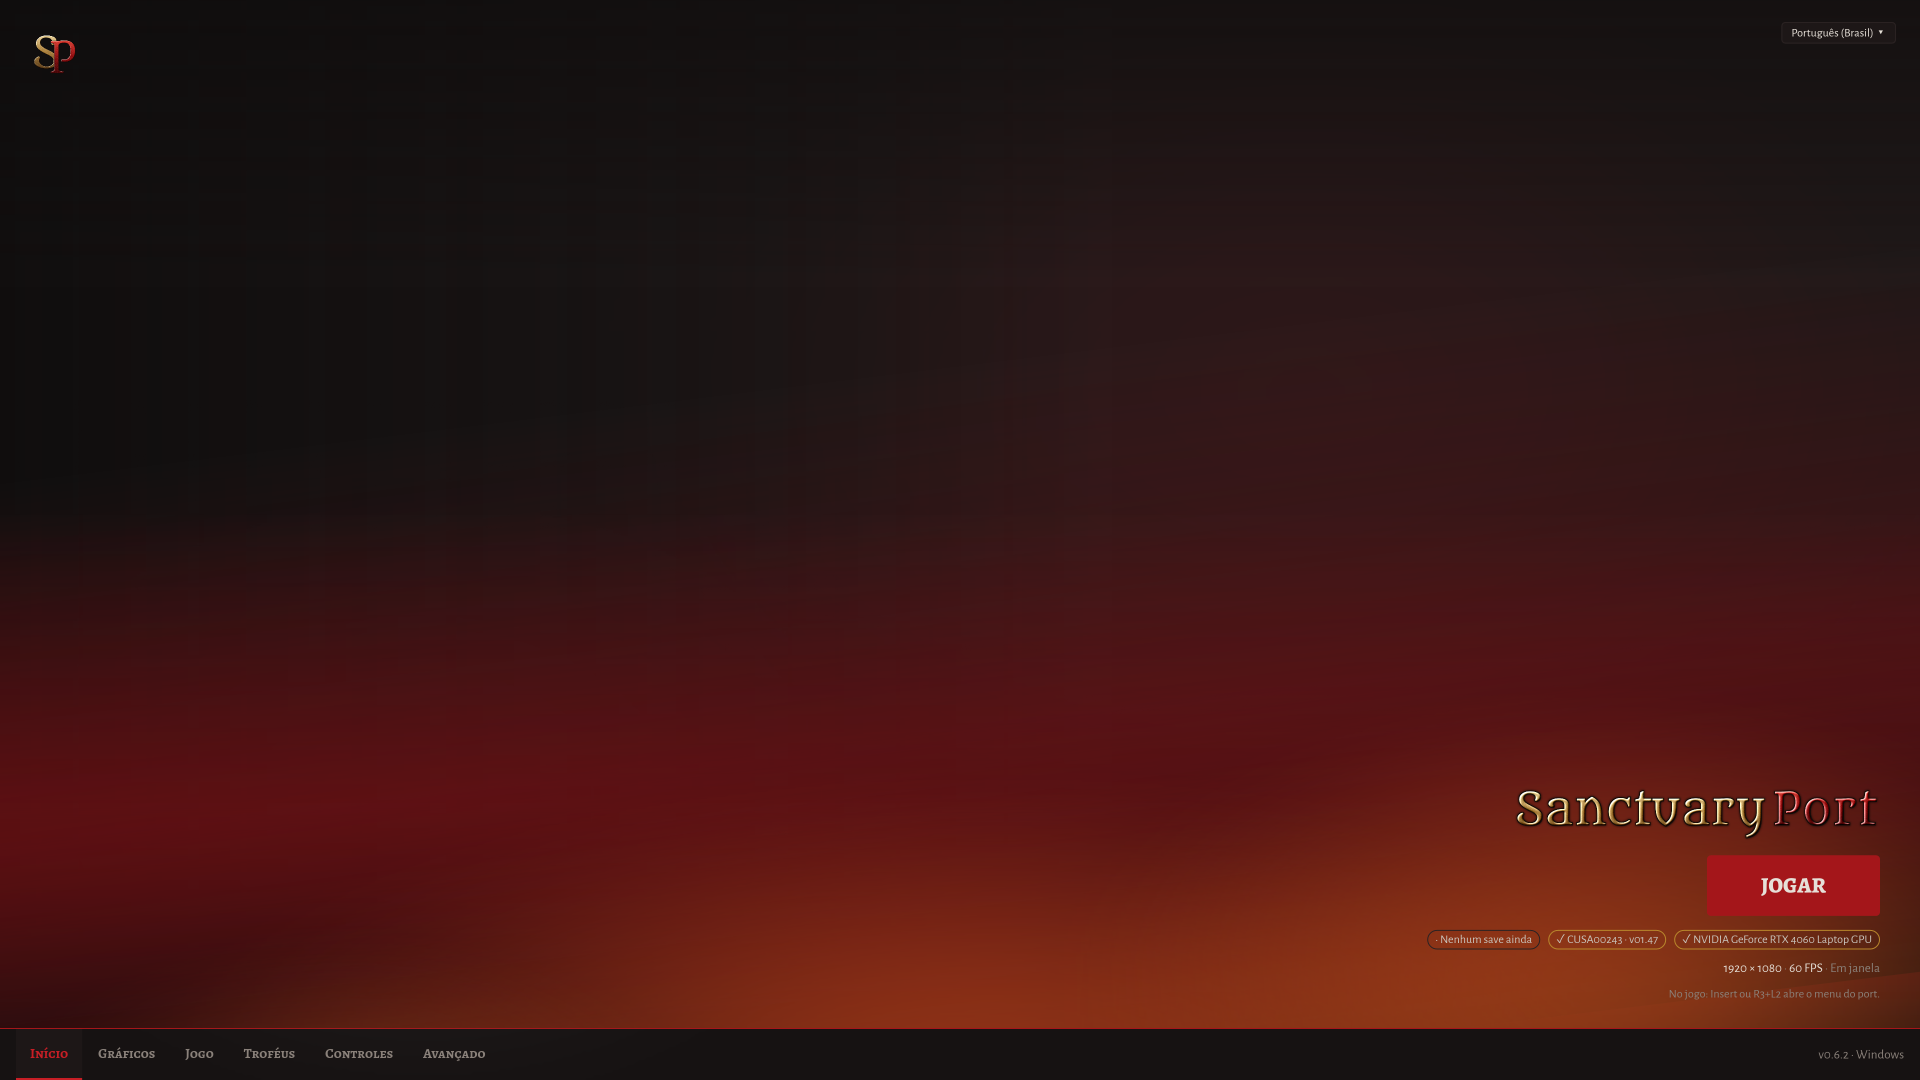 SP
Português (Brasil) ▼
Sanctuary Port
JOGAR
· Nenhum save ainda
✓ CUSA00243 · v01.47
✓ NVIDIA GeForce RTX 4060 Laptop GPU
1920 × 1080 · 60 FPS · Em janela
No jogo: Insert ou R3+L2 abre o menu do port.
Início
Gráficos
Jogo
Troféus
Controles
Avançado
v0.6.2 · Windows